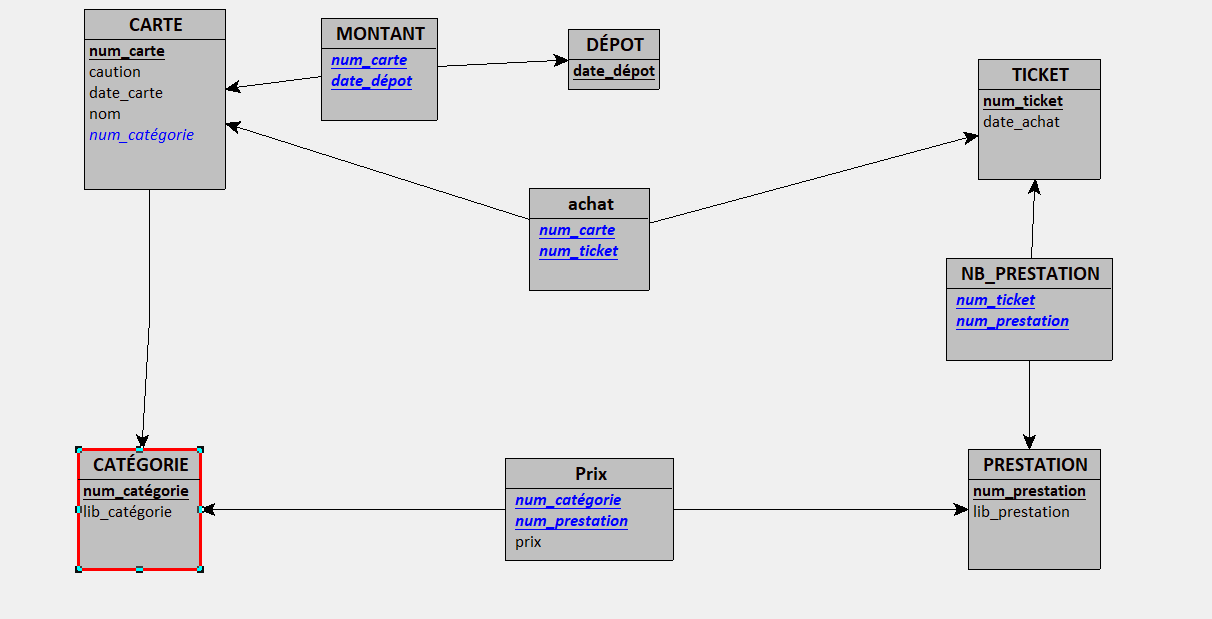 CARTE
num_carte
caution
date_carte
nom
num_catégorie
MONTANT
num_carte
date_dépot
DÉPOT
date_dépot
TICKET
num_ticket
date_achat
achat
num_carte
num_ticket
NB_PRESTATION
num_ticket
num_prestation
CATÉGORIE
num_catégorie
lib_catégorie
Prix
num_catégorie
num_prestation
prix
PRESTATION
num_prestation
lib_prestation